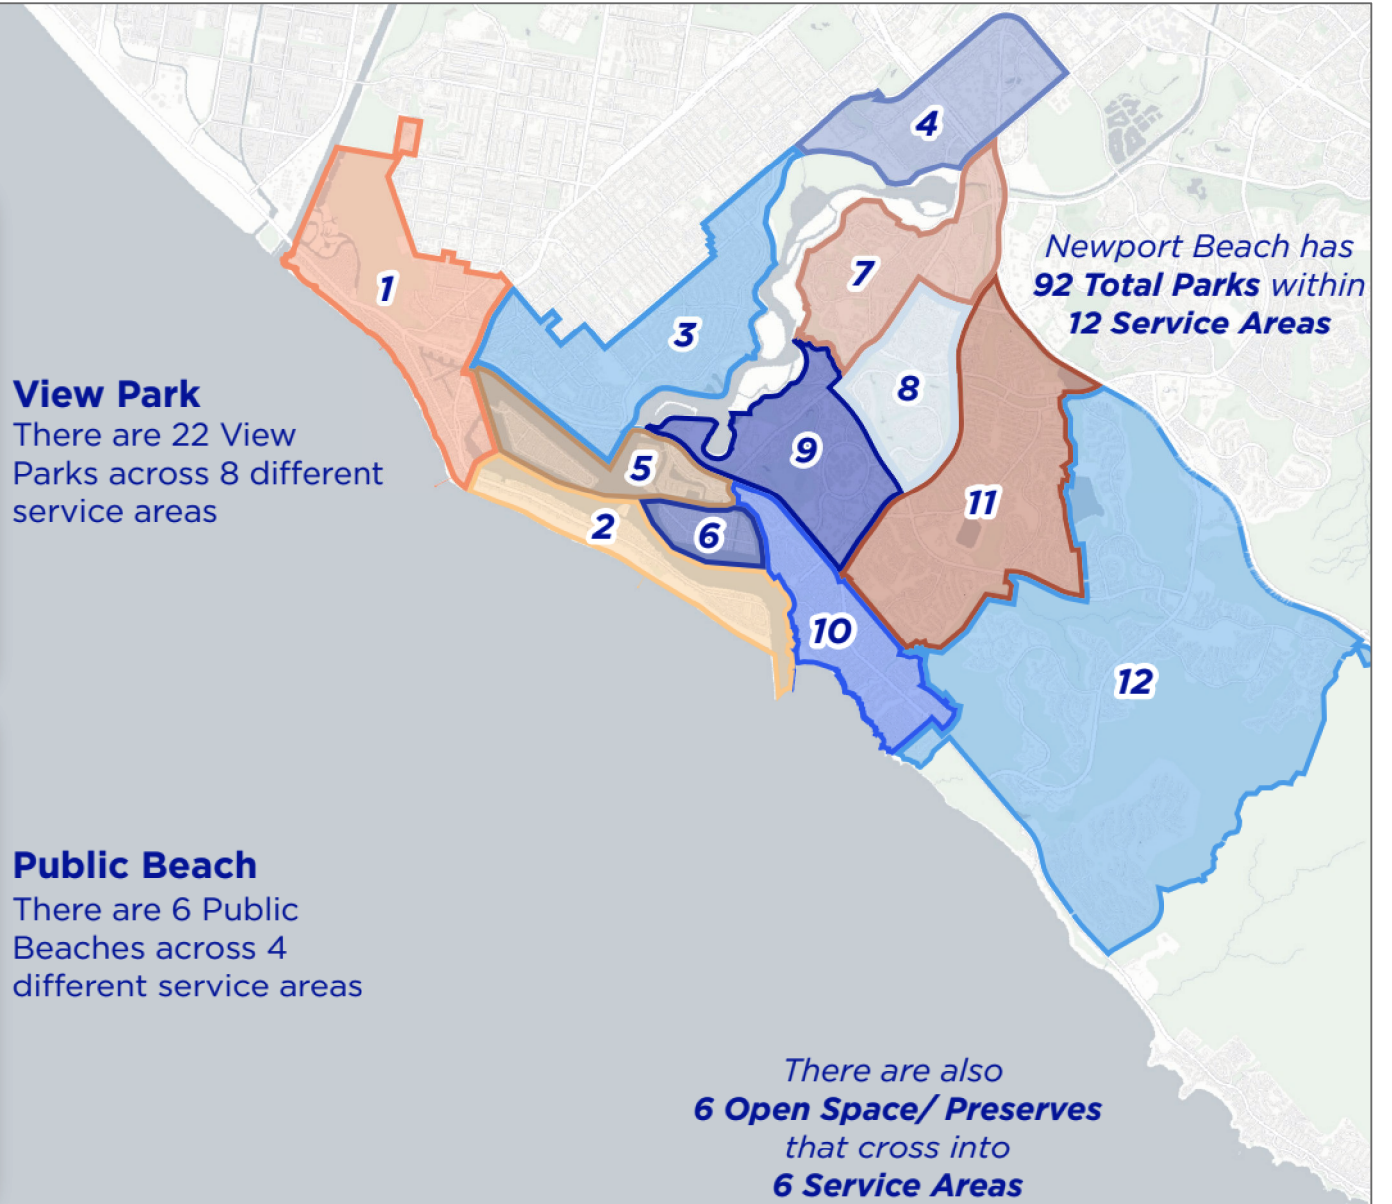 4
Newport Beach has
92 Total Parks within
12 Service Areas
7
1
3
8
View Park
There are 22 View
Parks across 8 different
service areas
9
5
11
2
6
10
12
Public Beach
There are 6 Public
Beaches across 4
different service areas
There are also
6 Open Space/ Preserves
that cross into
6 Service Areas